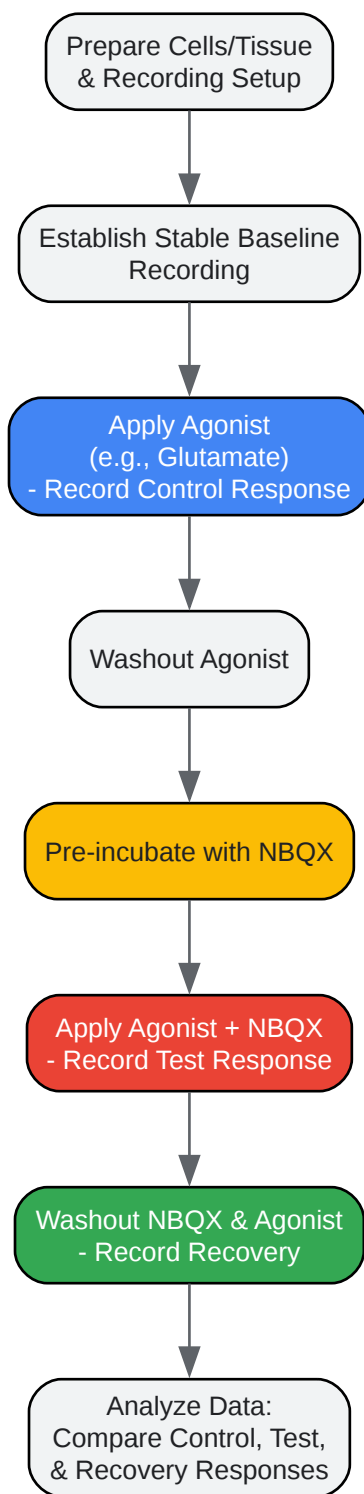 Prepare Cells/Tissue
& Recording Setup
Establish Stable Baseline
Recording
Apply Agonist
(e.g., Glutamate)
- Record Control Response
Washout Agonist
Pre-incubate with NBQX
Apply Agonist + NBQX
- Record Test Response
Washout NBQX & Agonist
- Record Recovery
Analyze Data:
Compare Control, Test,
& Recovery Responses